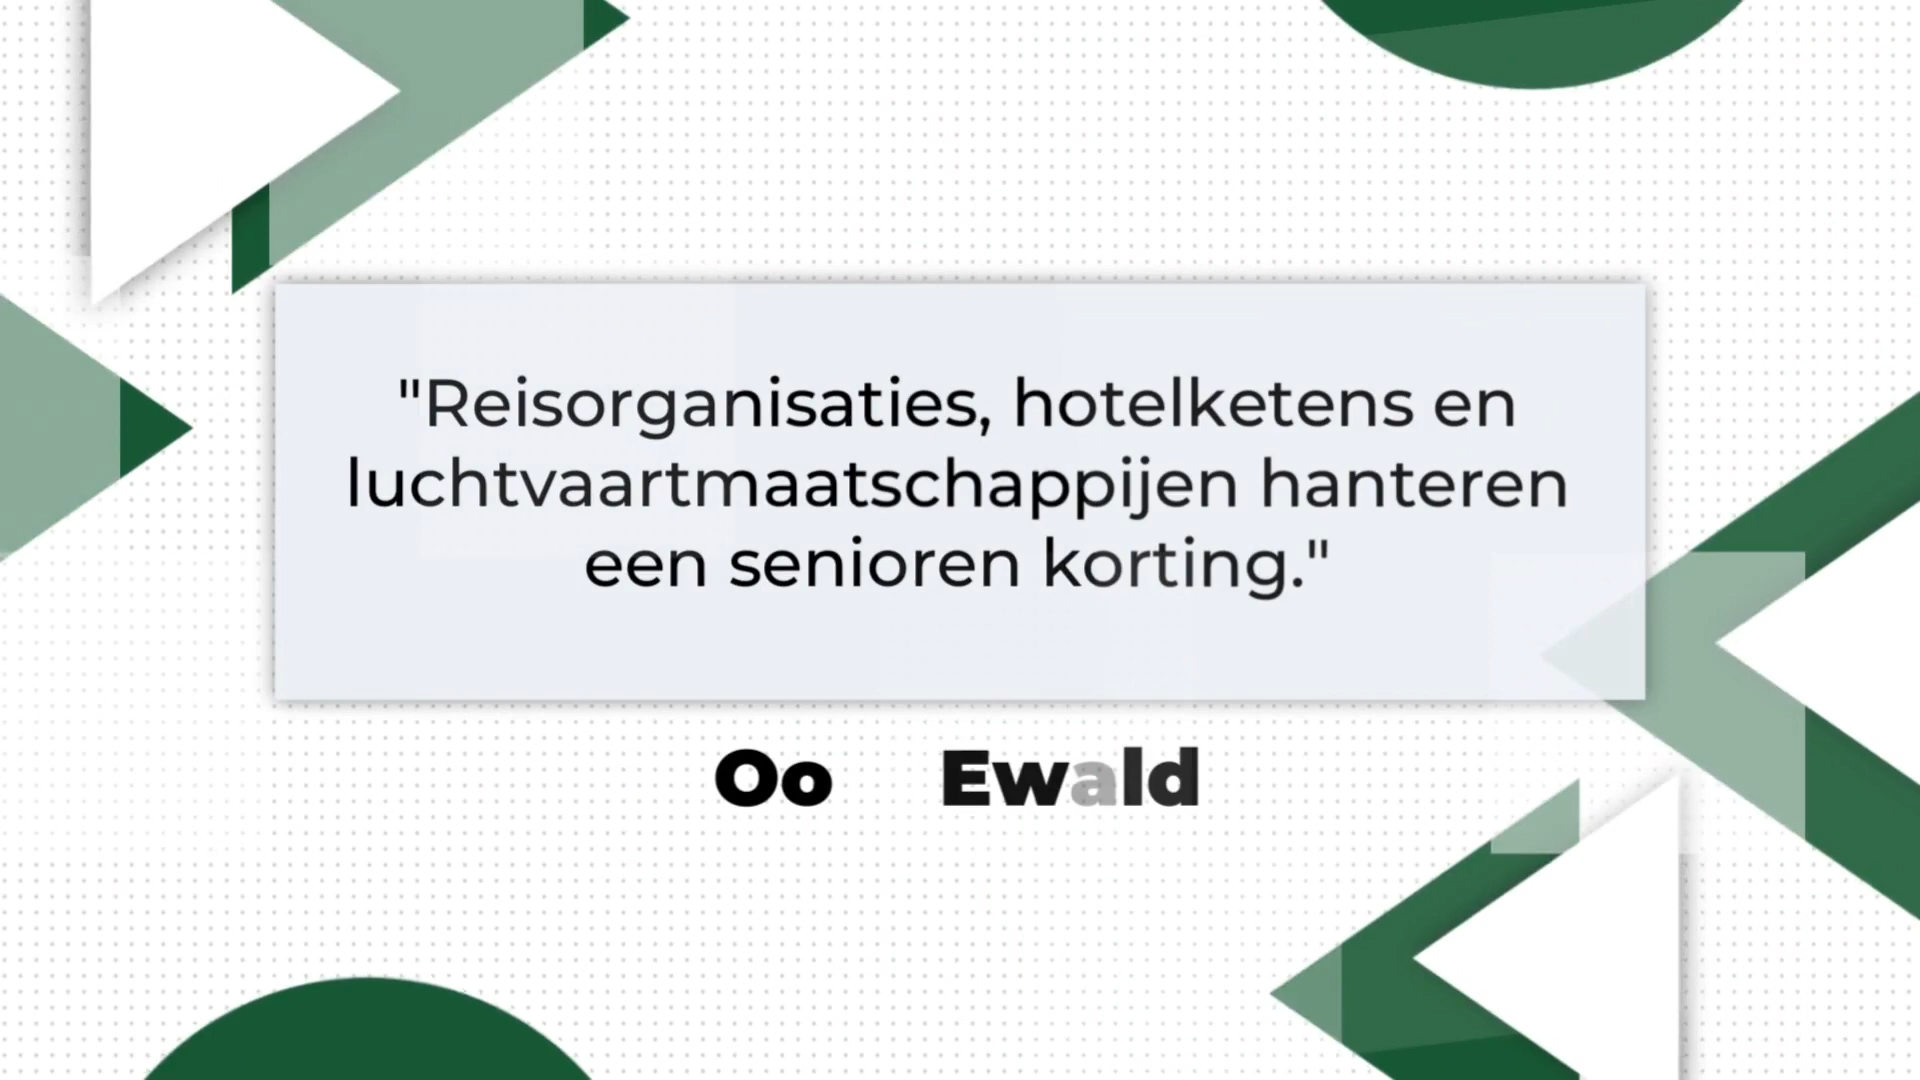 "Reisorganisaties, hotelketens en
luchtvaartmaatschappijen hanteren
een senioren korting."
Oo Ewald